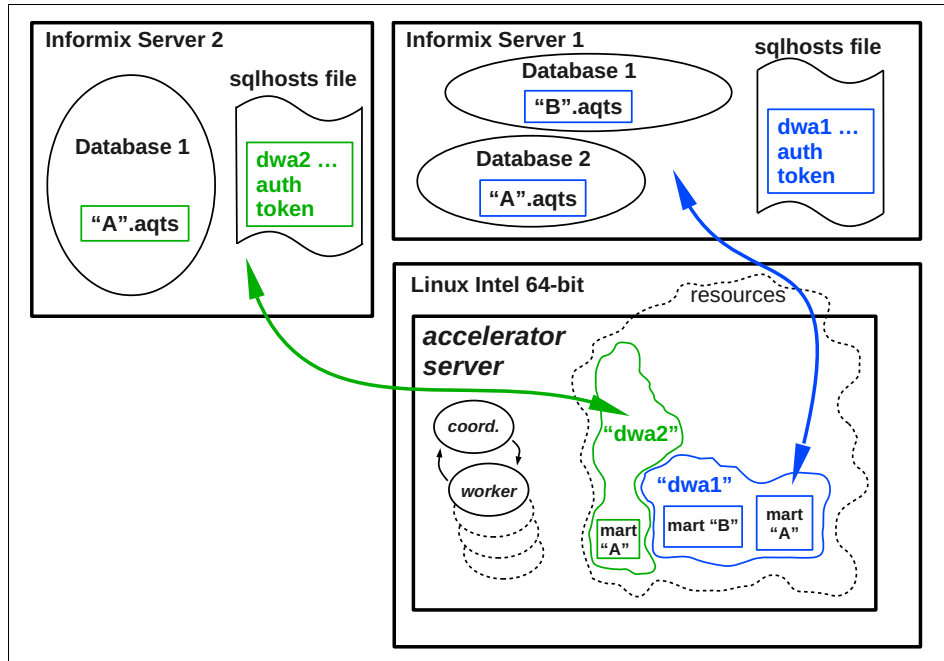 Informix Server 2
sqlhosts file
Database 1
“A”.aqts
dwa2 …
auth
token
Informix Server 1
sqlhosts file
Database 1
“B”.aqts
Database 2
“A”.aqts
dwa1 …
auth
token
Linux Intel 64-bit
resources
accelerator
server
coord.
worker
“dwa2”
mart
“A”
“dwa1”
mart “B”
mart
“A”